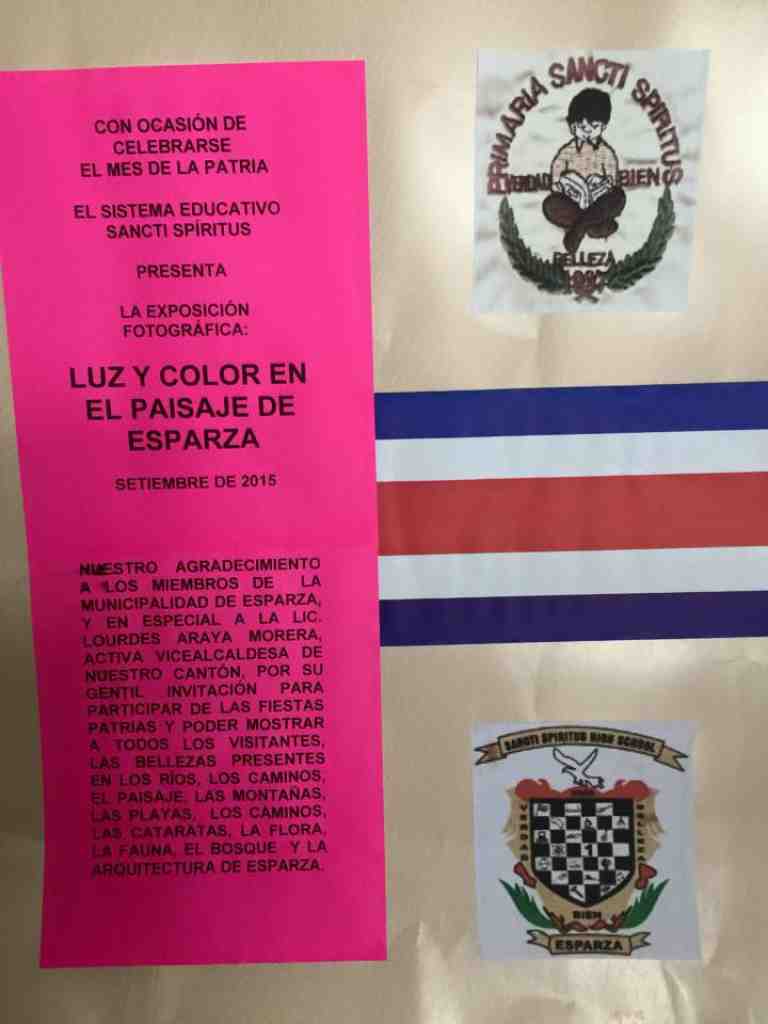 CON OCASIÓN DE
CELEBRARSE
EL MES DE LA PATRIA
EL SISTEMA EDUCATIVO
SANCTI SPÍRITUS
PRESENTA
LA EXPOSICIÓN
FOTOGRÁFICA:
LUZ Y COLOR EN
EL PAISAJE DE
ESPARZA
SETIEMBRE DE 2015
NUESTRO AGRADECIMIENTO
A LOS MIEMBROS DE LA
MUNICIPALIDAD DE ESPARZA,
Y EN ESPECIAL A LA LIC.
LOURDES ARAYA MORERA,
ACTIVA VICEALCALDESA DE
NUESTRO CANTÓN, POR SU
GENTIL INVITACIÓN PARA
PARTICIPAR DE LAS FIESTAS
PATRIAS Y PODER MOSTRAR
A TODOS LOS VISITANTES,
LAS BELLEZAS PRESENTES
EN LOS RÍOS, LOS CAMINOS,
EL PAISAJE, LAS MONTAÑAS,
LAS PLAYAS, LOS CAMINOS,
LAS CATARATAS, LA FLORA,
LA FAUNA, EL BOSQUE Y LA
ARQUITECTURA DE ESPARZA.
PRIMARIA SANCTI SPIRITUS
VERDAD BIEN
BELLEZA
SANCTI SPIRITUS HIGH SCHOOL
VERDAD
BELLEZA
1
BIEN
ESPARZA